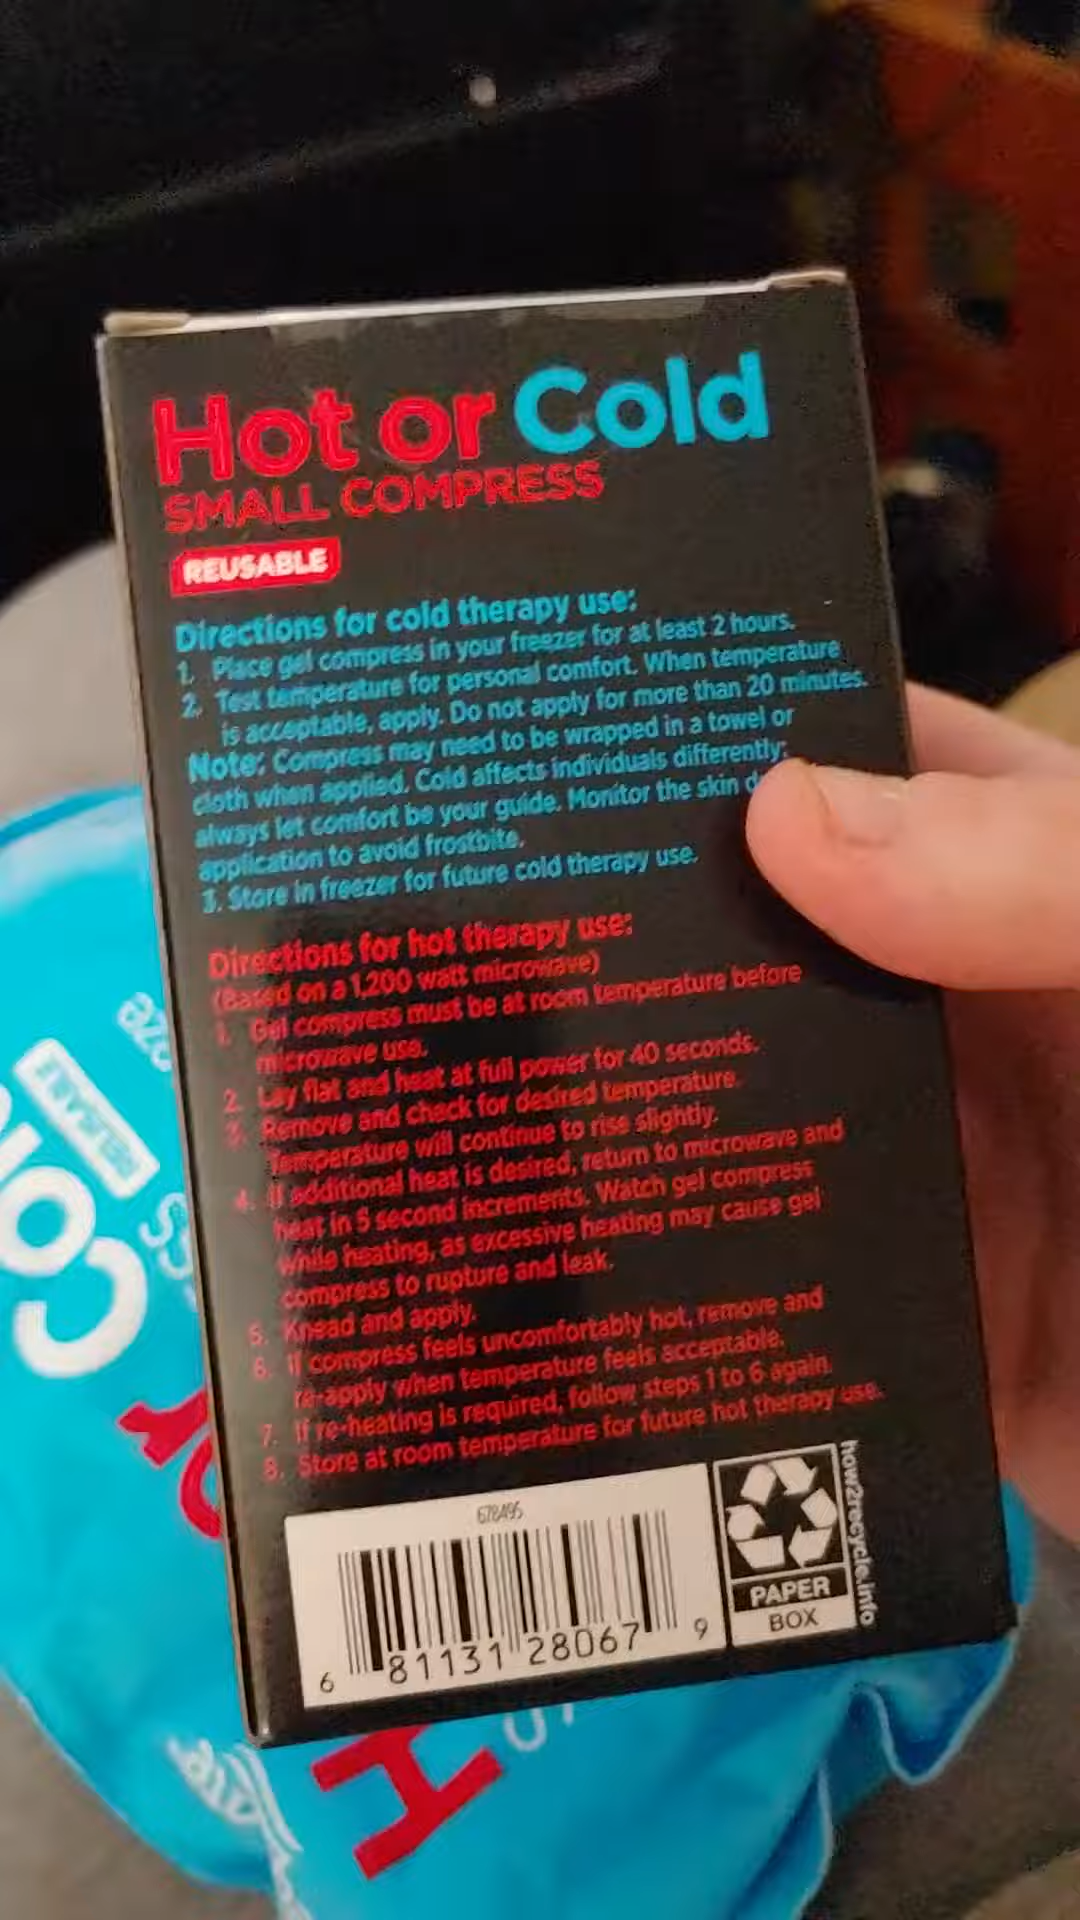 Hot or Cold
SMALL COMPRESS
REUSABLE
Directions for cold therapy use:
1. Place gel compress in your freezer for at least 2 hours.
2. Test temperature for personal comfort. When temperature
is acceptable, apply. Do not apply for more than 20 minutes.
Note: Compress may need to be wrapped in a towel or
cloth when applied. Cold affects individuals differently;
always let comfort be your guide. Monitor the skin
application to avoid frostbite.
3. Store in freezer for future cold therapy use.
Directions for hot therapy use:
(Based on a 1,200 watt microwave)
1. Gel compress must be at room temperature before
microwave use.
2. Lay flat and heat at full power for 40 seconds.
3. Remove and check for desired temperature.
Temperature will continue to rise slightly.
4. If additional heat is desired, return to microwave and
heat in 5 second increments. Watch gel compress
while heating, as excessive heating may cause gel
compress to rupture and leak.
5. Knead and apply.
6. If compress feels uncomfortably hot, remove and
re-apply when temperature feels acceptable.
7. If re-heating is required, follow steps 1 to 6 again.
8. Store at room temperature for future hot therapy use.
678495
6 81131 28067 9
PAPER
BOX
how2recycle.info
REUSABLE
or
H